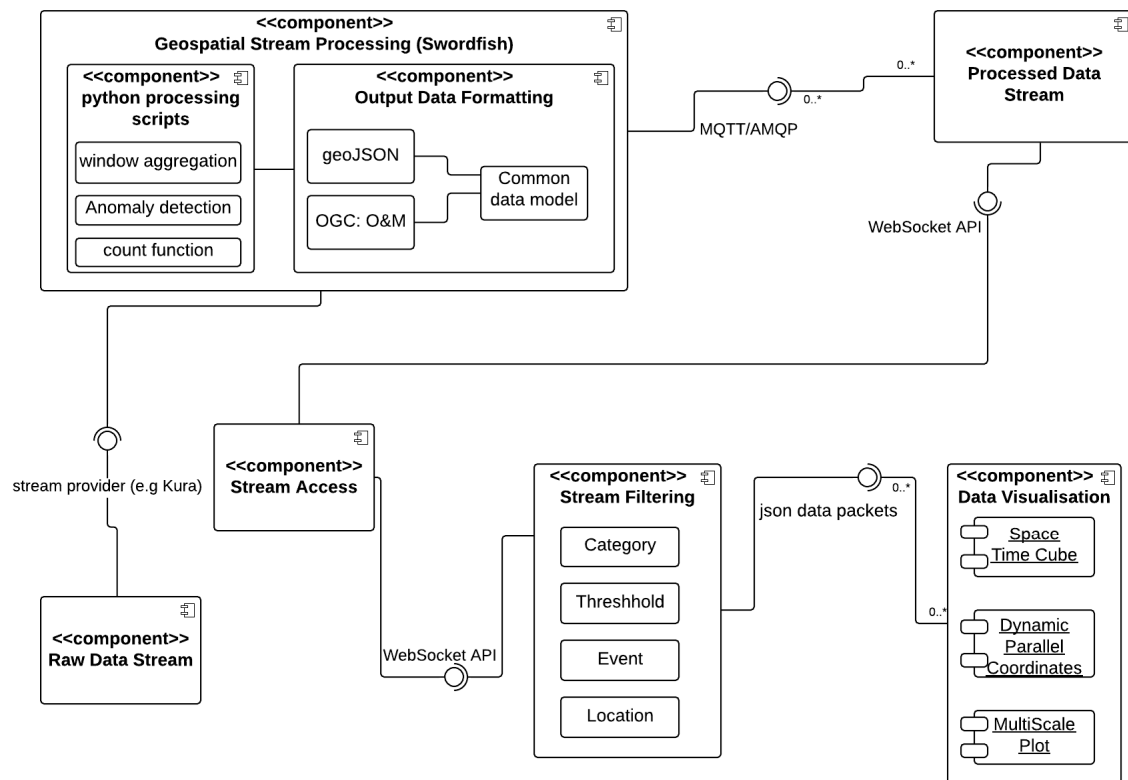 <<component>>
Geospatial Stream Processing (Swordfish)
<<component>>
python processing
scripts
window aggregation
Anomaly detection
count function
<<component>>
Output Data Formatting
geoJSON
OGC: O&M
Common
data model
0..*
0..*
MQTT/AMQP
<<component>>
Processed Data
Stream
WebSocket API
stream provider (e.g Kura)
<<component>>
Raw Data Stream
<<component>>
Stream Access
WebSocket API
<<component>>
Stream Filtering
Category
Threshhold
Event
Location
json data packets
0..*
0..*
<<component>>
Data Visualisation
Space
Time Cube
Dynamic
Parallel
Coordinates
MultiScale
Plot